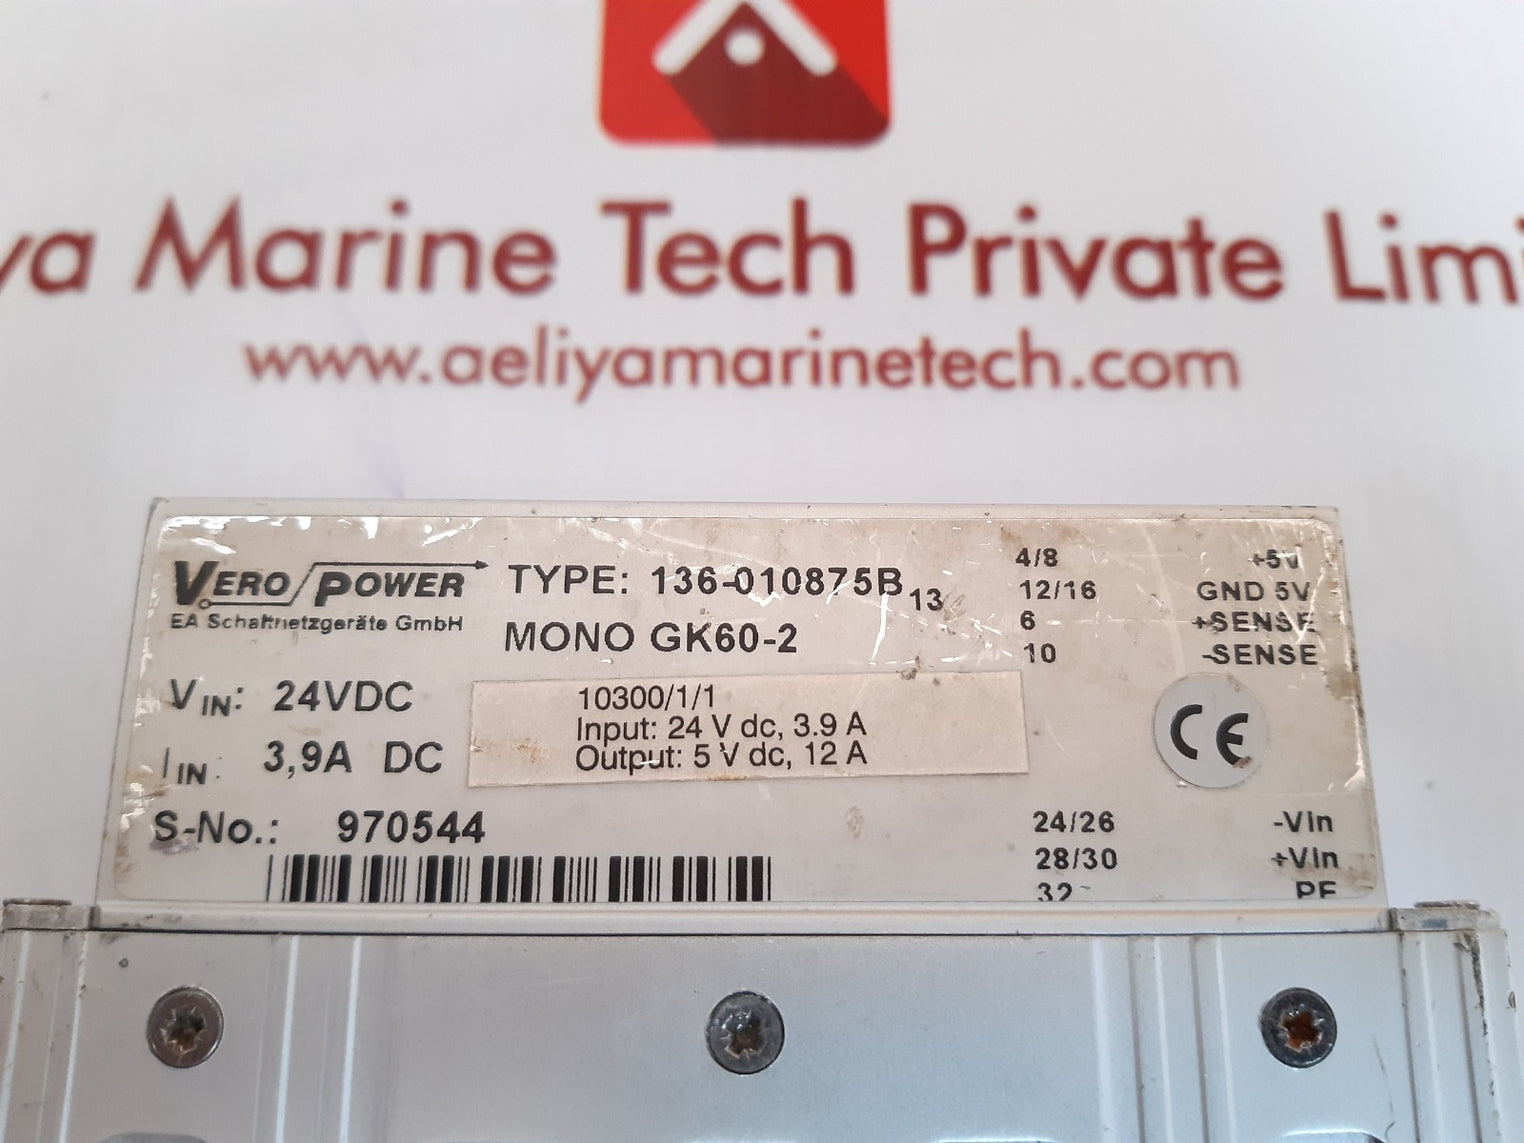 ya Marine Tech Private Limi
www.aeliyamarinetech.com
VERO POWER
EA Schaltnetzgeräte GmbH
TYPE: 136-010875B 13
MONO GK60-2
VIN: 24VDC
IIN: 3,9A DC
S-No.: 970544
10300/1/1
Input: 24 V dc, 3.9 A
Output: 5 V dc, 12 A
4/8 +5V
12/16 GND 5V
6 +SENSE
10 -SENSE
CE
24/26 -Vin
28/30 +Vin
32 PF